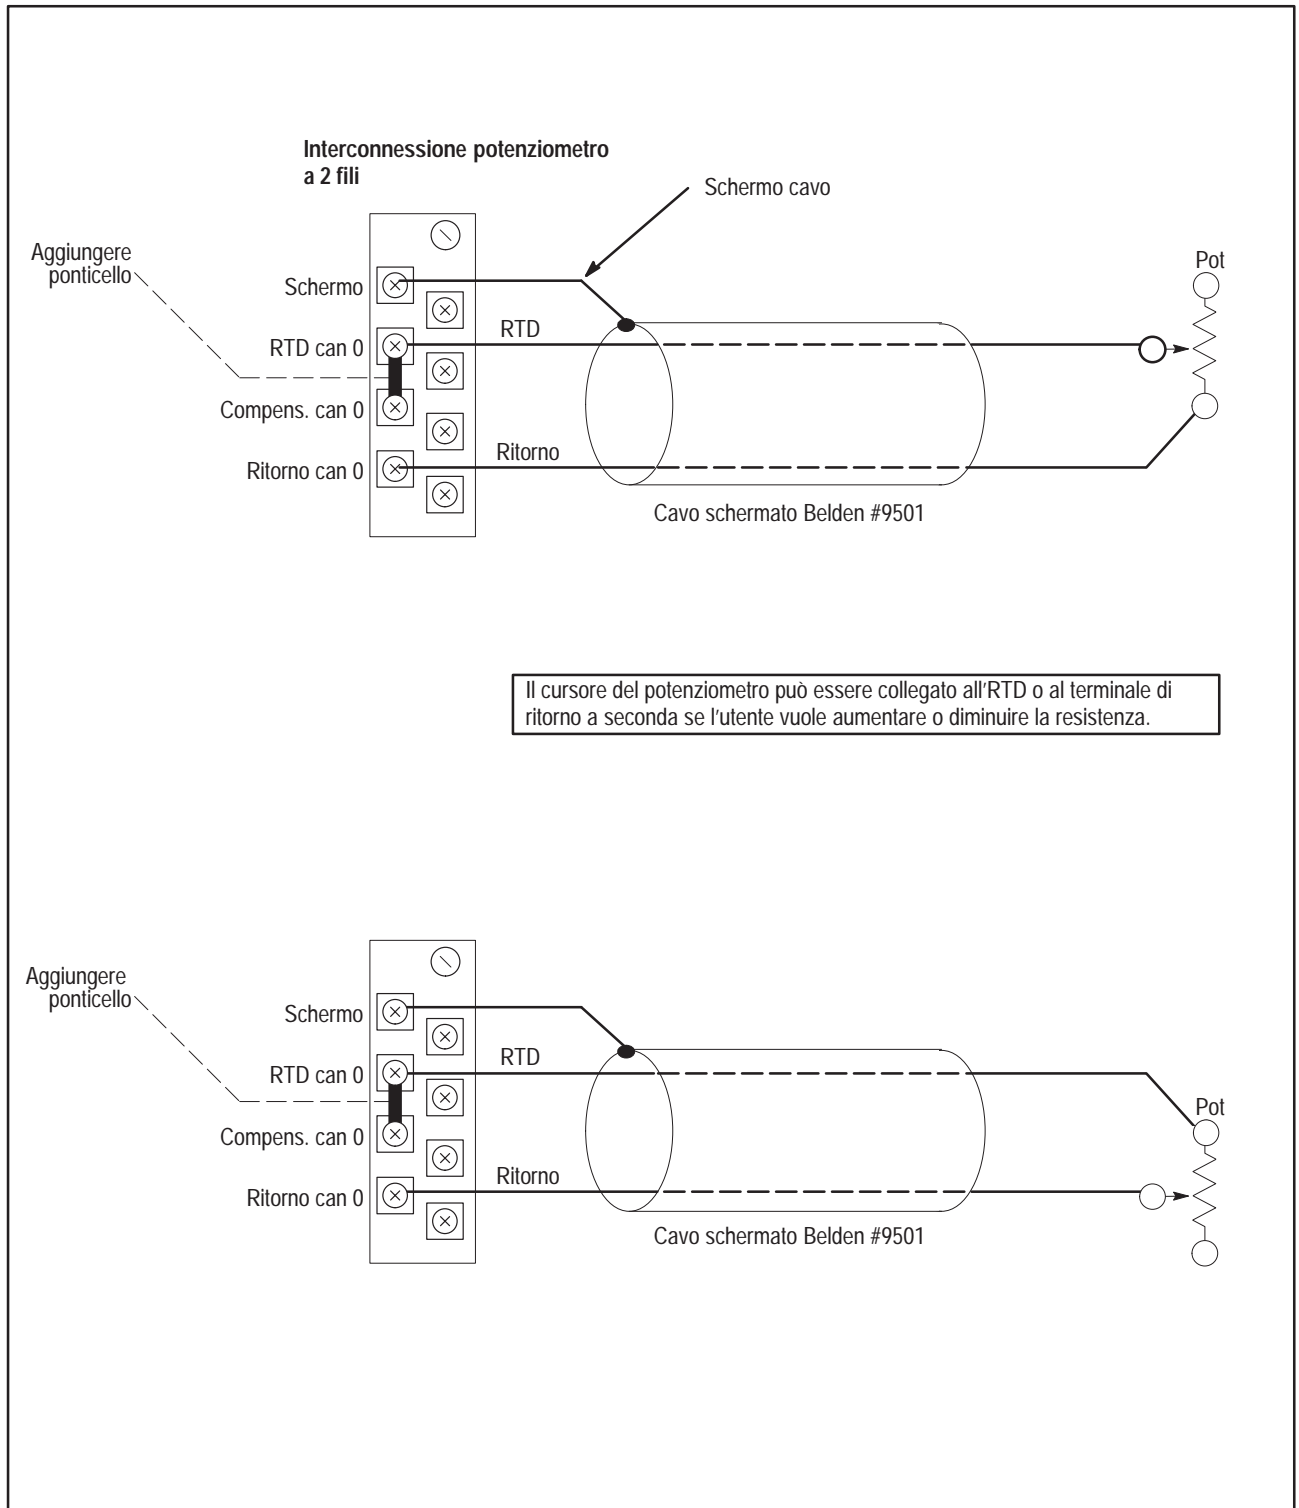 Interconnessione potenziometro
a 2 fili
Schermo cavo
Aggiungere
ponticello
Schermo
Pot
RTD
RTD can 0
Compens. can 0
Ritorno
Ritorno can 0
Cavo schermato Belden #9501
Il cursore del potenziometro può essere collegato all'RTD o al terminale di
ritorno a seconda se l'utente vuole aumentare o diminuire la resistenza.
Aggiungere
ponticello
Schermo
RTD
RTD can 0
Pot
Compens. can 0
Ritorno
Ritorno can 0
Cavo schermato Belden #9501